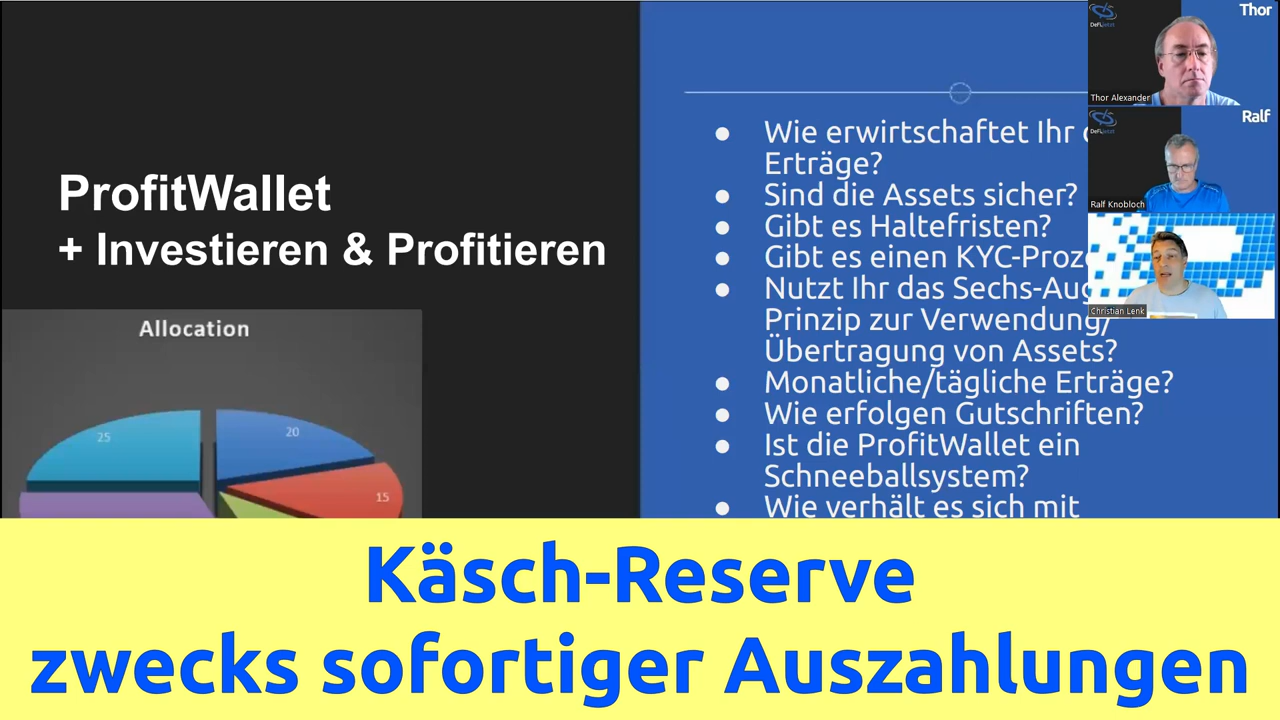 ProfitWallet
+ Investieren & Profitieren
Allocation
25
20
15
Wie erwirtschaftet Ihr
Erträge?
Sind die Assets sicher?
Gibt es Haltefristen?
Gibt es einen KYC-Proz
Nutzt Ihr das Sechs-Aug
Prinzip zur Verwendung/
Übertragung von Assets?
Monatliche/tägliche Erträge?
Wie erfolgen Gutschriften?
Ist die ProfitWallet ein
Schneeballsystem?
Wie verhält es sich mit
Thor
Thor Alexander
Ralf
Ralf Knobloch
Christian Lenk
Käsch-Reserve
zwecks sofortiger Auszahlungen